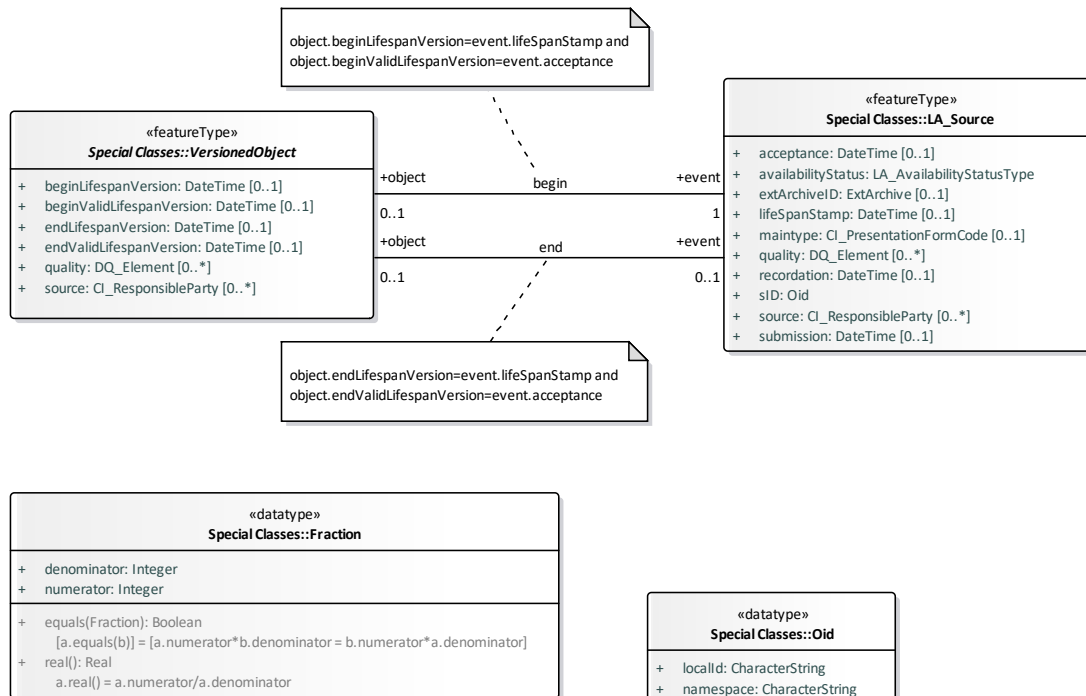 object.beginLifespanVersion=event.lifeSpanStamp and
object.beginValidLifespanVersion=event.acceptance
«featureType»
Special Classes::VersionedObject
+ beginLifespanVersion: DateTime [0..1]
+ beginValidLifespanVersion: DateTime [0..1]
+ endLifespanVersion: DateTime [0..1]
+ endValidLifespanVersion: DateTime [0..1]
+ quality: DQ_Element [0..*]
+ source: CI_ResponsibleParty [0..*]
+object
begin
+event
0..1
1
+object
end
+event
0..1
0..1
«featureType»
Special Classes::LA_Source
+ acceptance: DateTime [0..1]
+ availabilityStatus: LA_AvailabilityStatusType
+ extArchiveID: ExtArchive [0..1]
+ lifeSpanStamp: DateTime [0..1]
+ maintype: CI_PresentationFormCode [0..1]
+ quality: DQ_Element [0..*]
+ recordation: DateTime [0..1]
+ sID: Oid
+ source: CI_ResponsibleParty [0..*]
+ submission: DateTime [0..1]
object.endLifespanVersion=event.lifeSpanStamp and
object.endValidLifespanVersion=event.acceptance
«datatype»
Special Classes::Fraction
+ denominator: Integer
+ numerator: Integer
+ equals(Fraction): Boolean
[a.equals(b)] = [a.numerator*b.denominator = b.numerator*a.denominator]
+ real(): Real
a.real() = a.numerator/a.denominator
«datatype»
Special Classes::Oid
+ localId: CharacterString
+ namespace: CharacterString